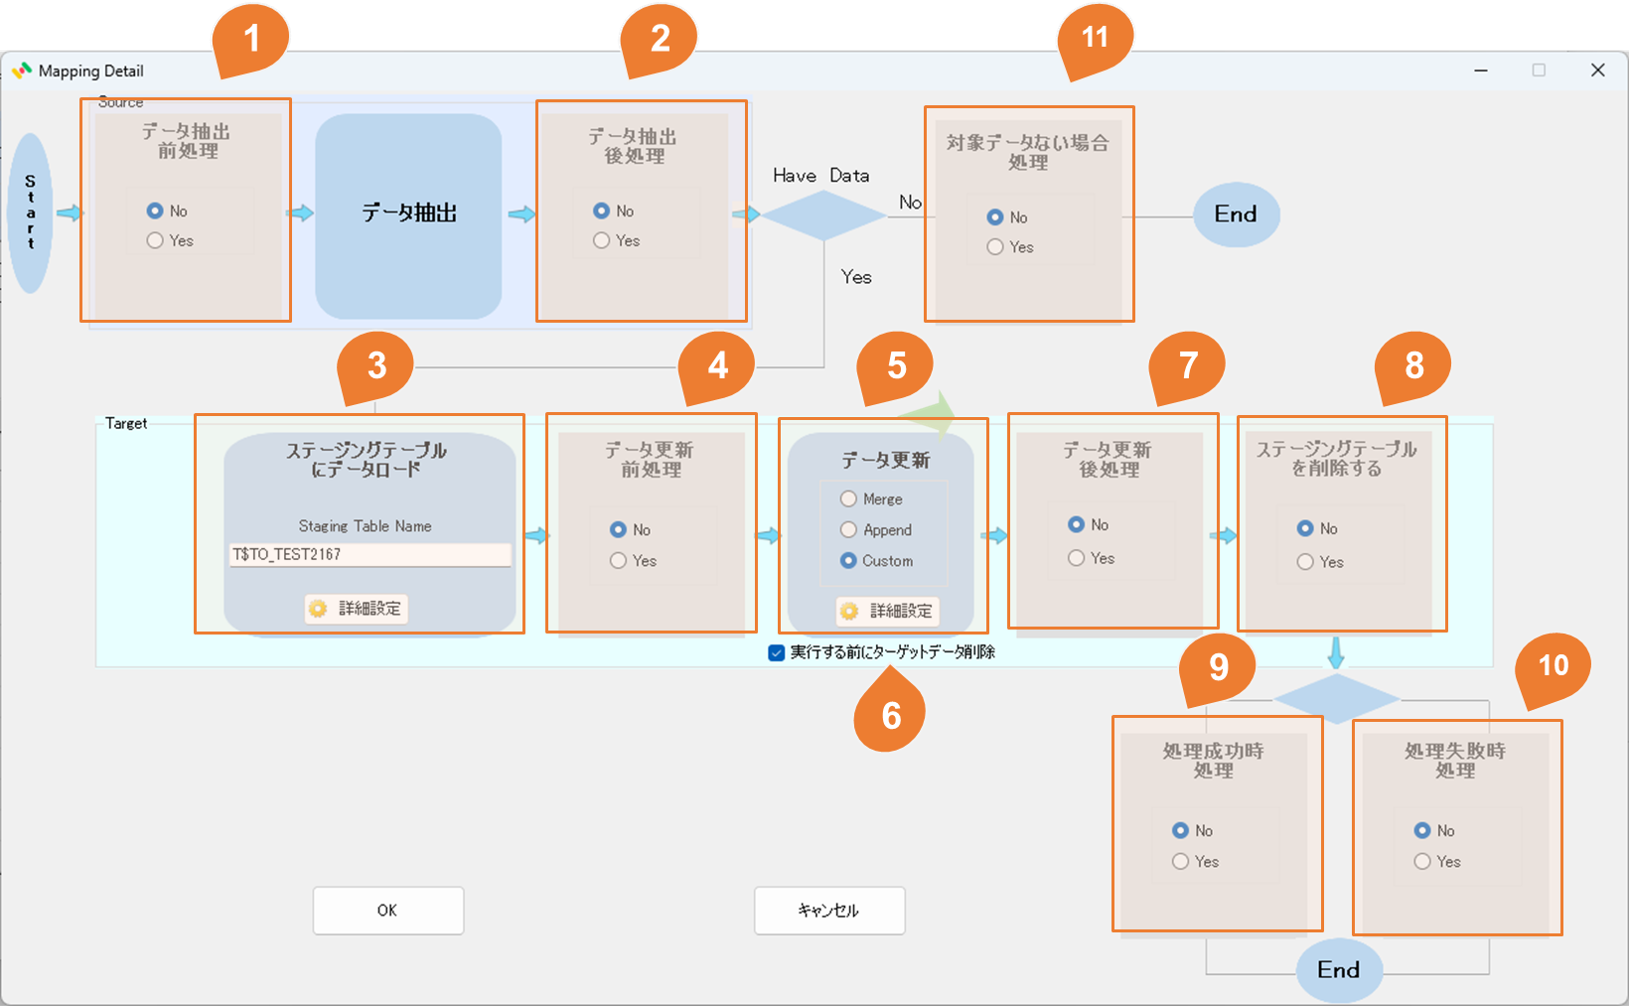 1
2
11
Mapping Detail
Source
データ抽出
前処理
No
Yes
Start
データ抽出
データ抽出
後処理
No
Yes
Have Data
No
Yes
対象データない場合
処理
No
Yes
End
3
4
5
7
8
Target
ステージングテーブル
にデータロード
Staging Table Name
T$TO_TEST2167
詳細設定
データ更新
前処理
No
Yes
データ更新
Merge
Append
Custom
詳細設定
実行する前にターゲットデータ削除
データ更新
後処理
No
Yes
ステージングテーブル
を削除する
No
Yes
6
9
10
処理成功時
処理
No
Yes
処理失敗時
処理
No
Yes
OK
キャンセル
End